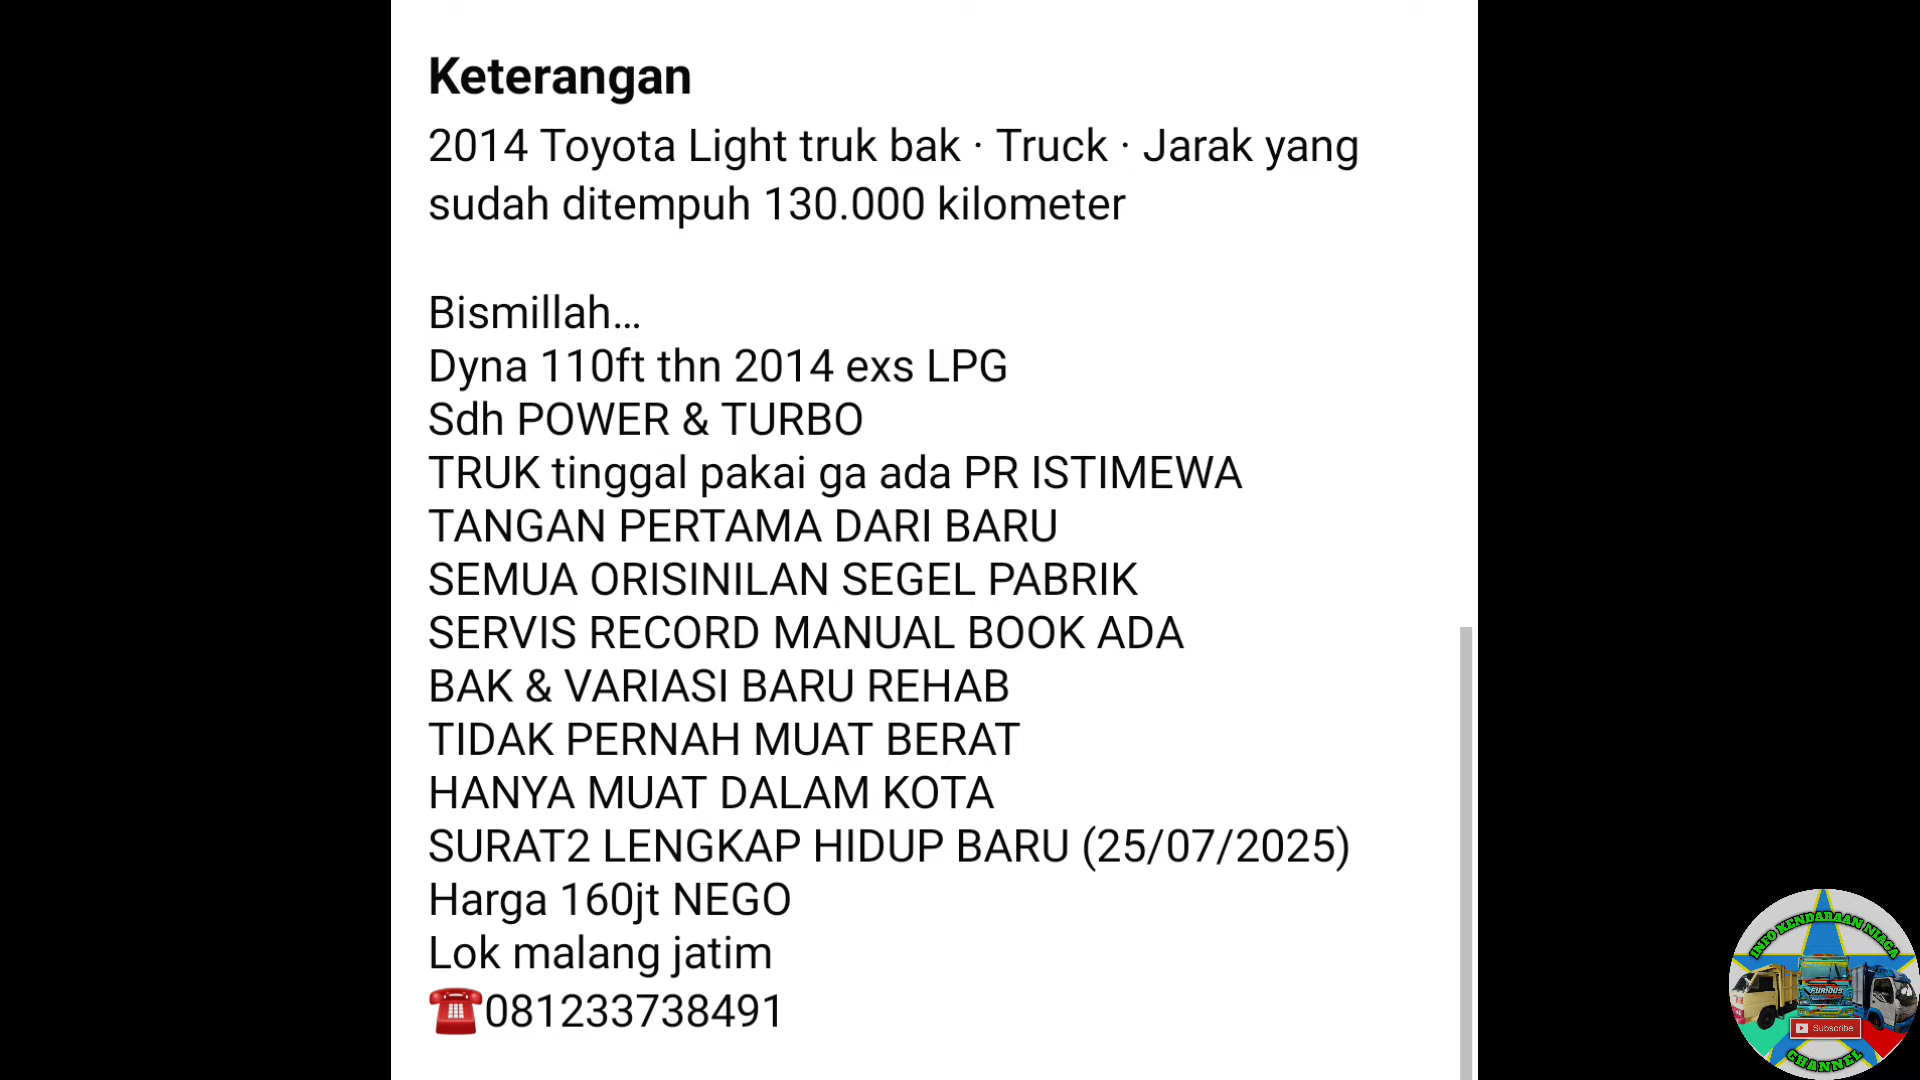 Keterangan
2014 Toyota Light truk bak · Truck · Jarak yang
sudah ditempuh 130.000 kilometer
Bismillah...
Dyna 110ft thn 2014 exs LPG
Sdh POWER & TURBO
TRUK tinggal pakai ga ada PR ISTIMEWA
TANGAN PERTAMA DARI BARU
SEMUA ORISINILAN SEGEL PABRIK
SERVIS RECORD MANUAL BOOK ADA
BAK & VARIASI BARU REHAB
TIDAK PERNAH MUAT BERAT
HANYA MUAT DALAM KOTA
SURAT2 LENGKAP HIDUP BARU (25/07/2025)
Harga 160jt NEGO
Lok malang jatim
☎️081233738491
INFO KENDARAAN NIAGA
FURIOUS
Subscribe
CHANNEL